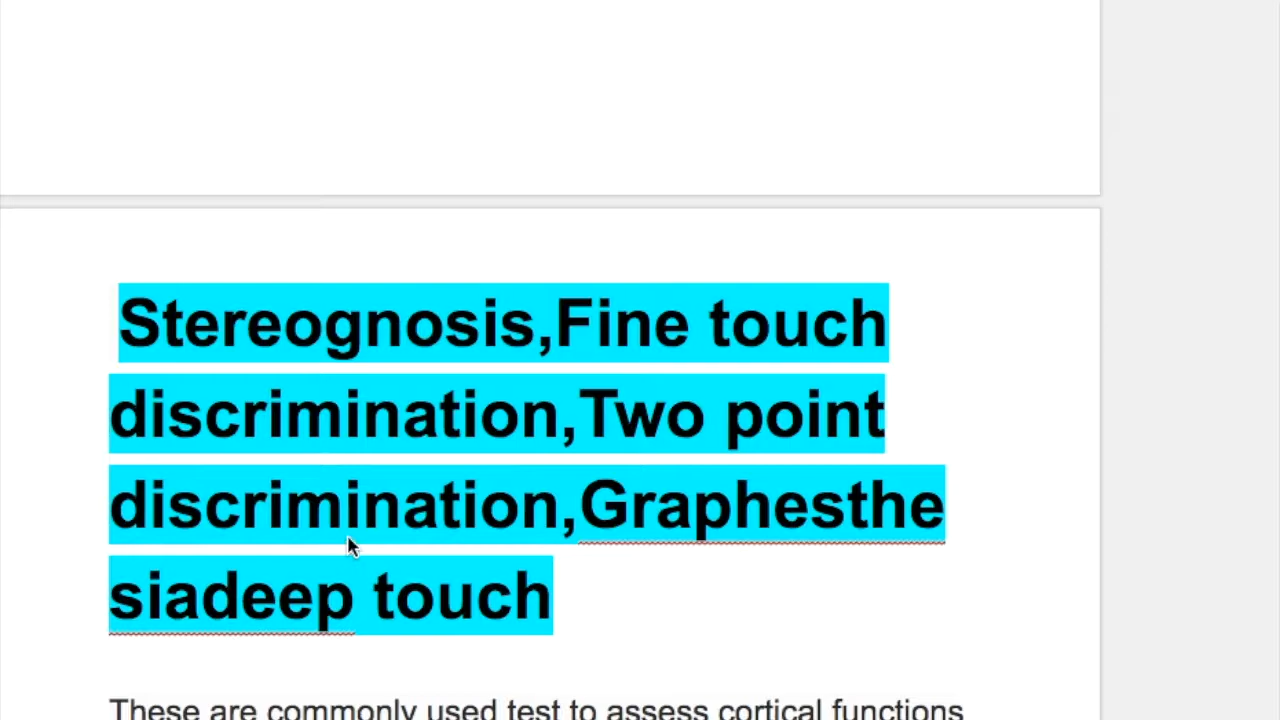 Stereognosis,Fine touch
discrimination,Two point
discrimination,Graphesthe
siadeep touch
These are commonly used test to assess cortical functions